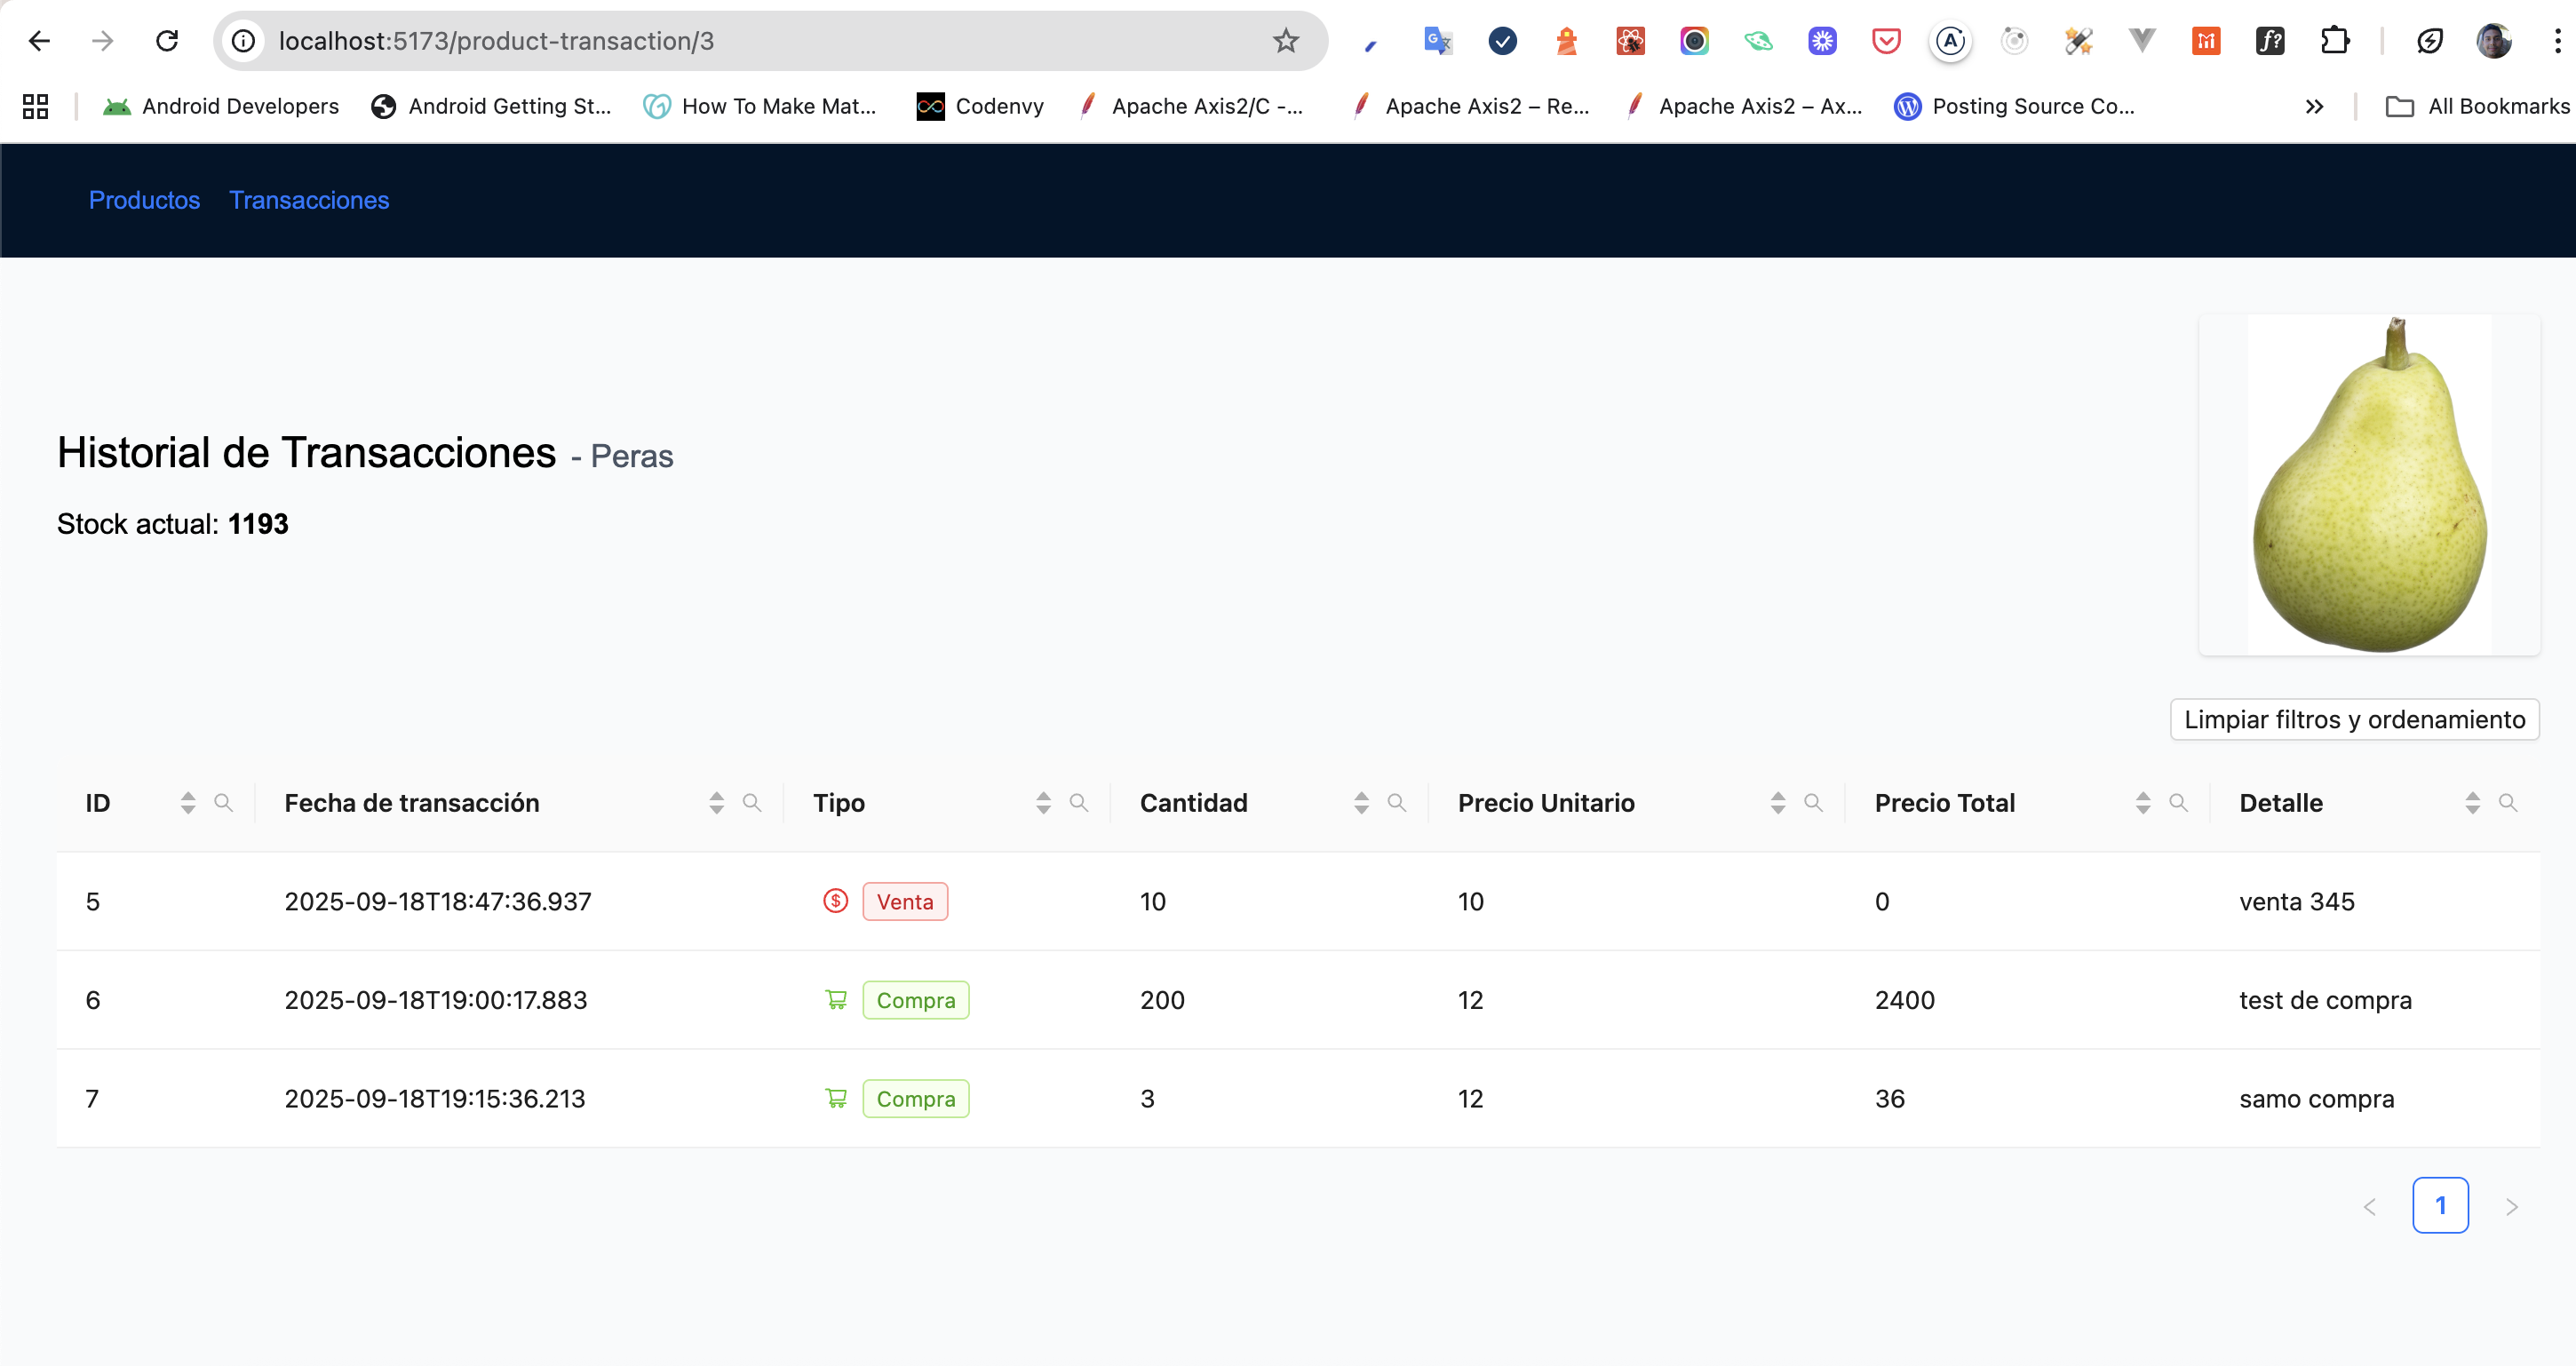 localhost:5173/product-transaction/3
Android Developers
Android Getting St...
How To Make Mat...
Codenvy
Apache Axis2/C -...
Apache Axis2 – Re...
Apache Axis2 – Ax...
Posting Source Co...
All Bookmarks
Productos Transacciones
Historial de Transacciones - Peras
Stock actual: 1193
Limpiar filtros y ordenamiento
ID Fecha de transacción Tipo Cantidad Precio Unitario Precio Total Detalle
5 2025-09-18T18:47:36.937 Venta 10 10 0 venta 345
6 2025-09-18T19:00:17.883 Compra 200 12 2400 test de compra
7 2025-09-18T19:15:36.213 Compra 3 12 36 samo compra
1